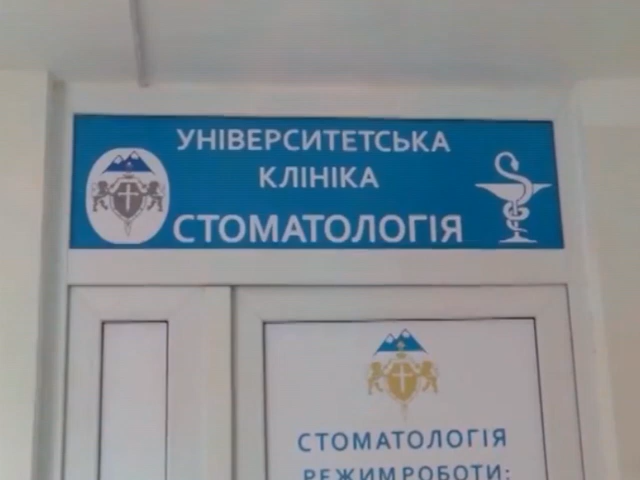 УНІВЕРСИТЕТСЬКА
КЛІНІКА
СТОМАТОЛОГІЯ
СТОМАТОЛОГІЯ
РЕЖИМ РОБОТИ: